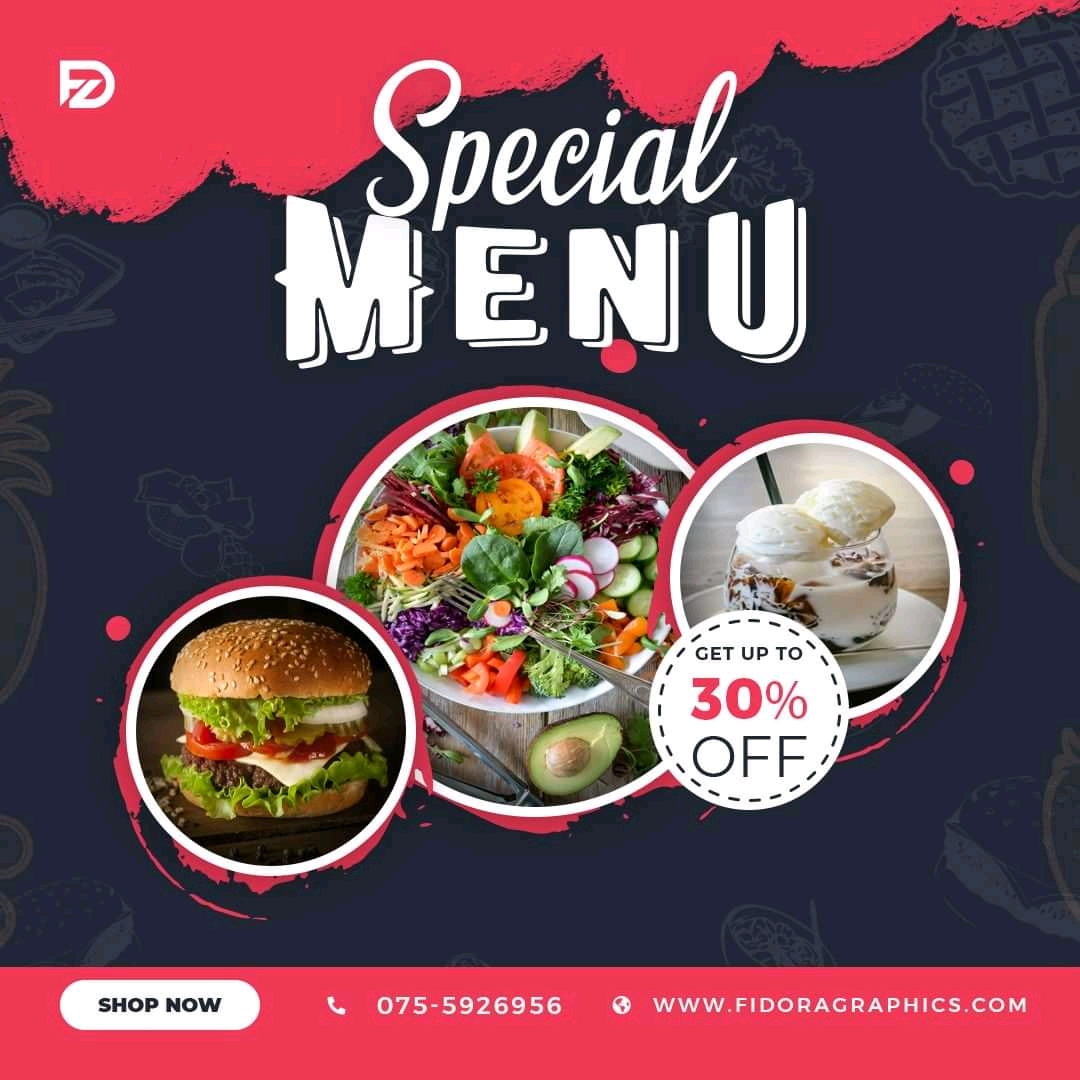 FD
Special
MENU
GET UP TO
30%
OFF
SHOP NOW
075-5926956
WWW.FIDORAGRAPHICS.COM